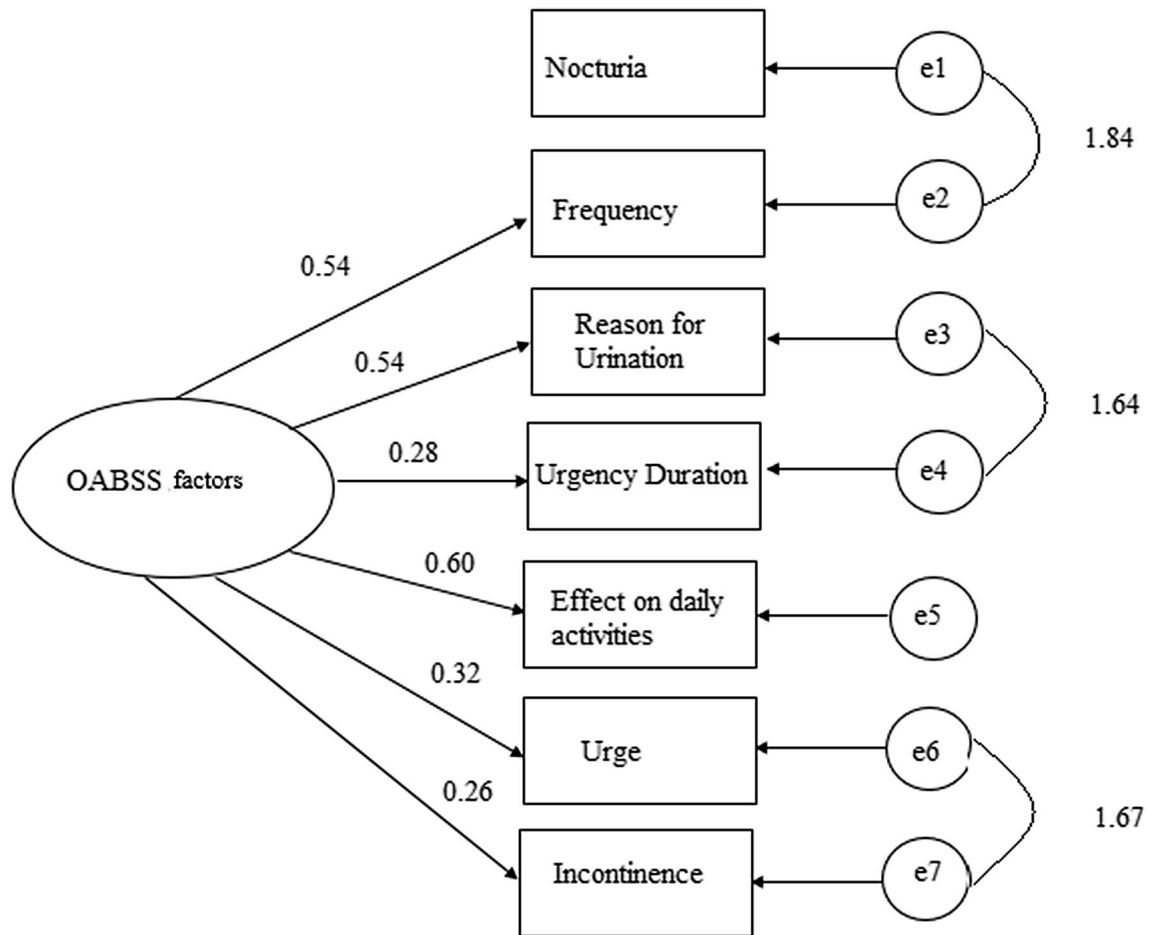 Nocturia
e1
1.84
Frequency
e2
0.54
Reason for
Urination
e3
0.54
1.64
Urgency Duration
e4
0.28
OABSS factors
Effect on daily
activities
e5
0.60
0.32
Urge
e6
0.26
1.67
Incontinence
e7